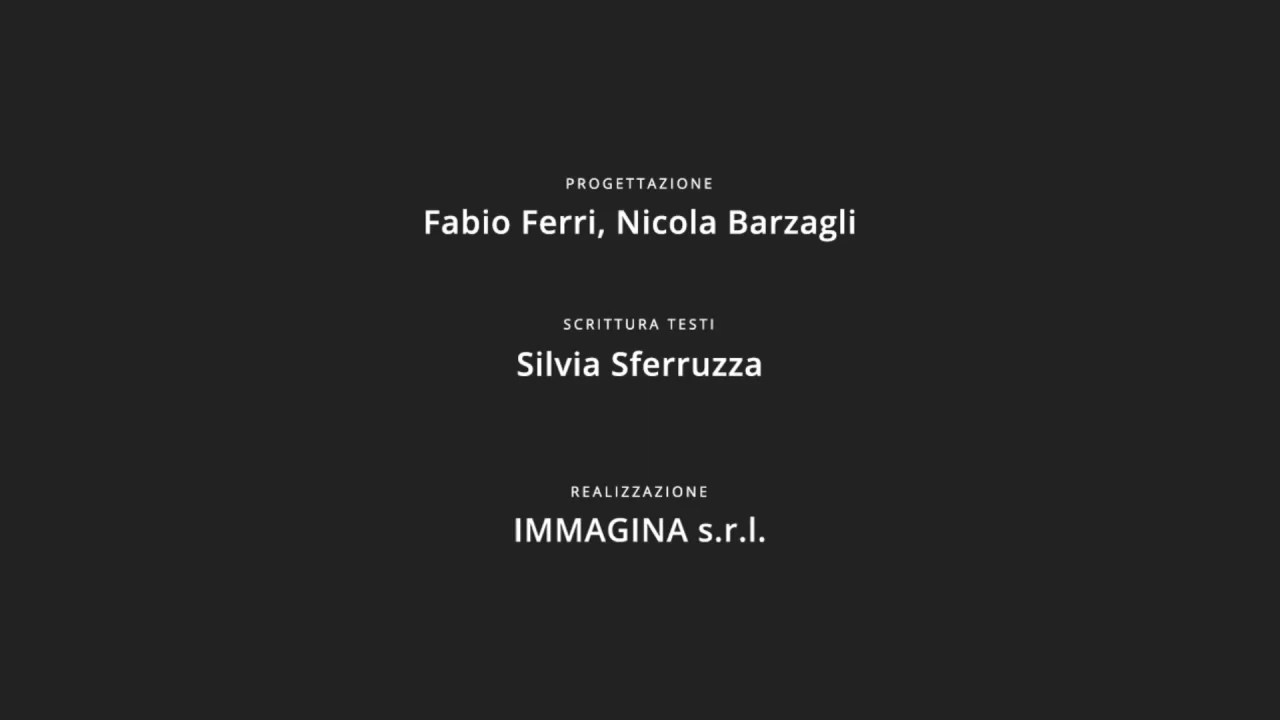 PROGETTAZIONE
Fabio Ferri, Nicola Barzagli
SCRITTURA TESTI
Silvia Sferruzza
REALIZZAZIONE
IMMAGINA s.r.l.